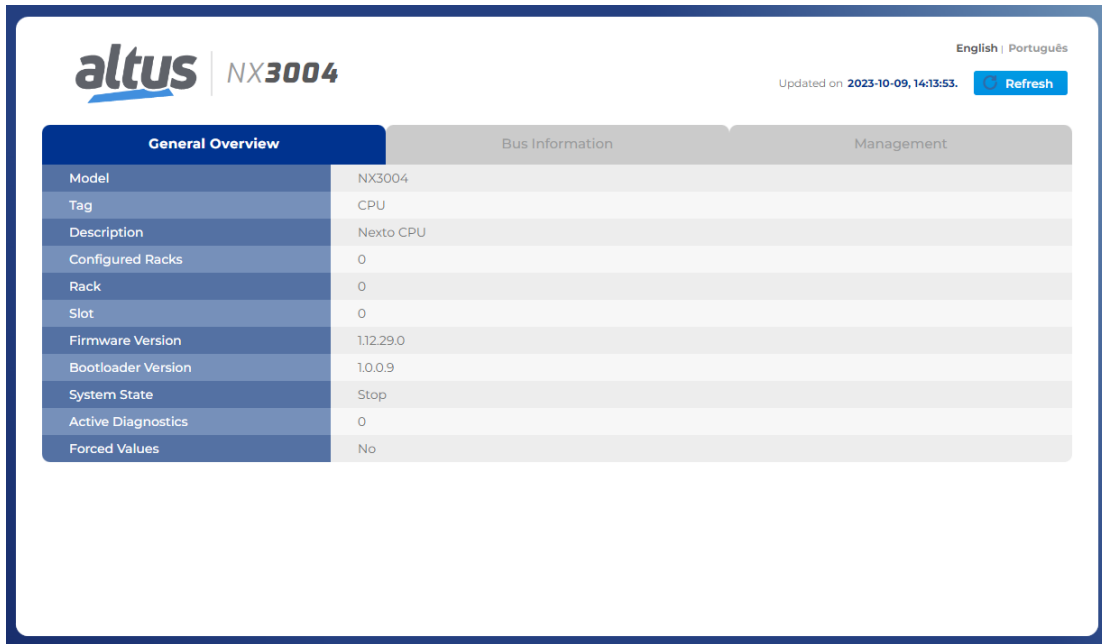 English | Português
altus | NX3004
Updated on 2023-10-09, 14:13:53. Refresh
General Overview Bus Information Management
Model NX3004
Tag CPU
Description Nexto CPU
Configured Racks 0
Rack 0
Slot 0
Firmware Version 1.12.29.0
Bootloader Version 1.0.0.9
System State Stop
Active Diagnostics 0
Forced Values No